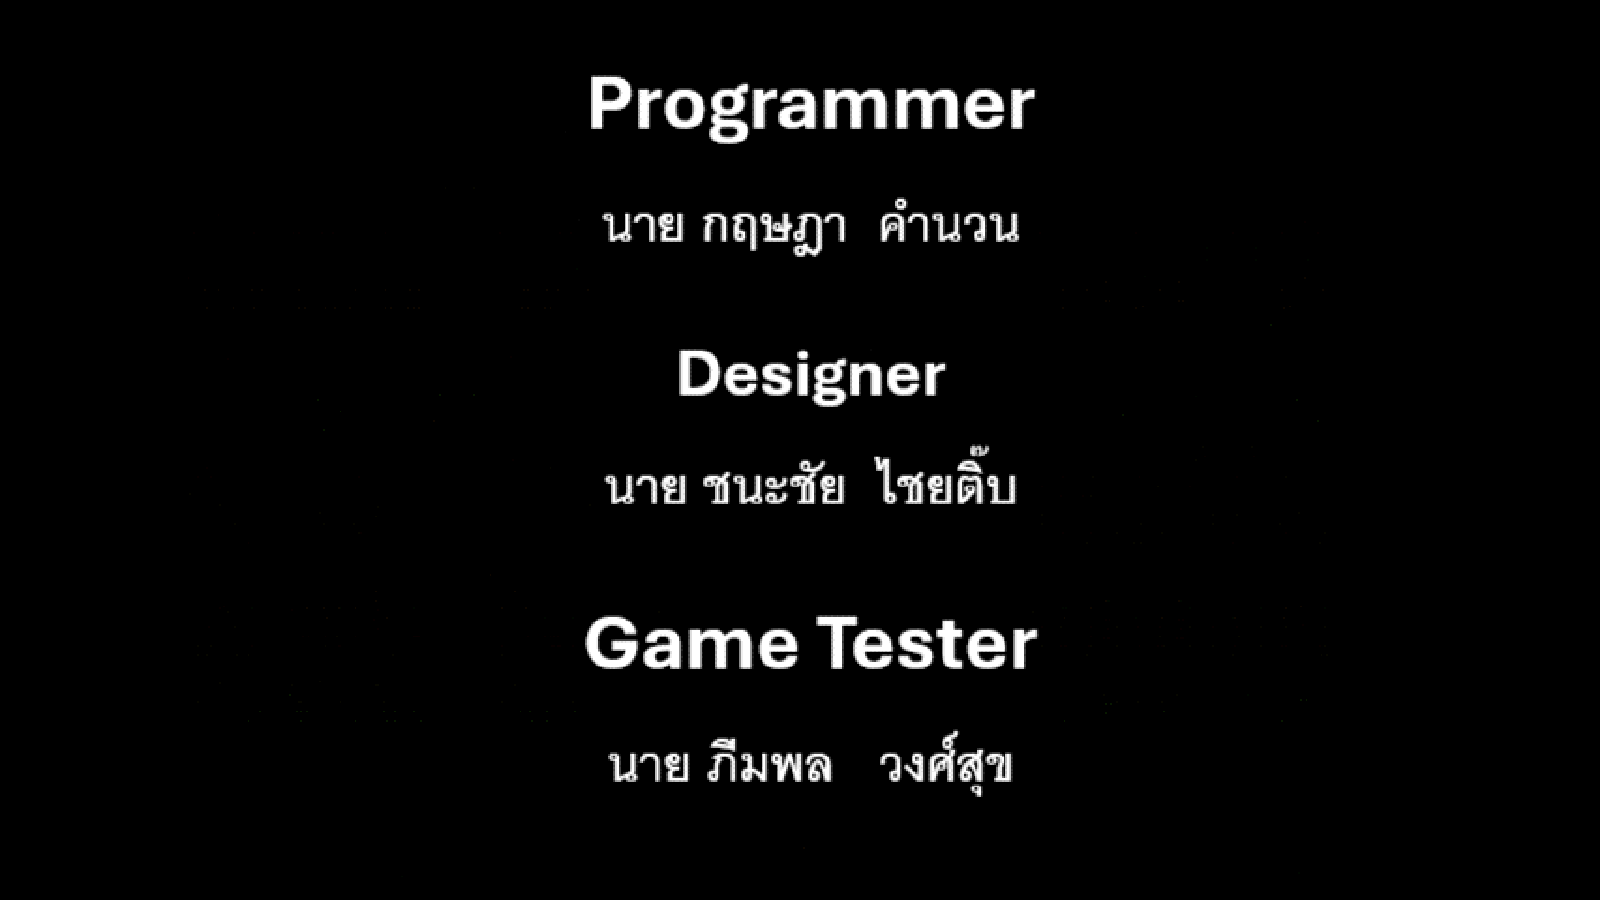 Programmer
นาย กฤษฎา คำนวน
Designer
นาย ชนะชัย ไชยติ๊บ
Game Tester
นาย ภีมพล วงศ์สุข